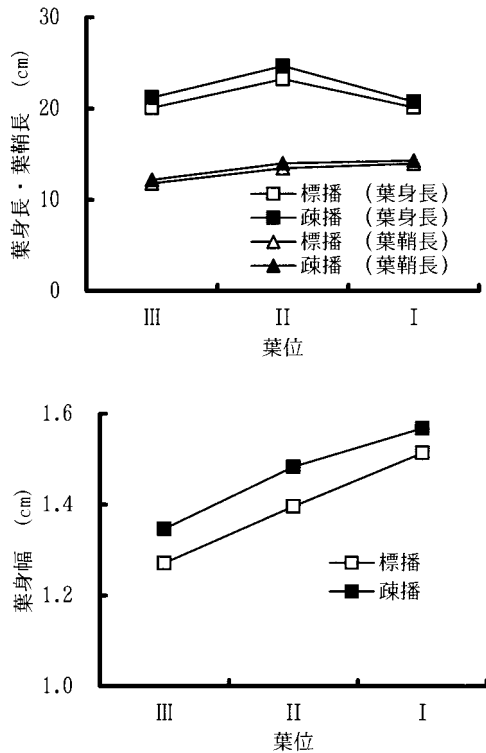 30
20
10
0
葉身長・葉鞘長 (cm)
標播 (葉身長)
疎播 (葉身長)
標播 (葉鞘長)
疎播 (葉鞘長)
III II I
葉位
1.6
1.4
1.2
1.0
葉身幅 (cm)
標播
疎播
III II I
葉位